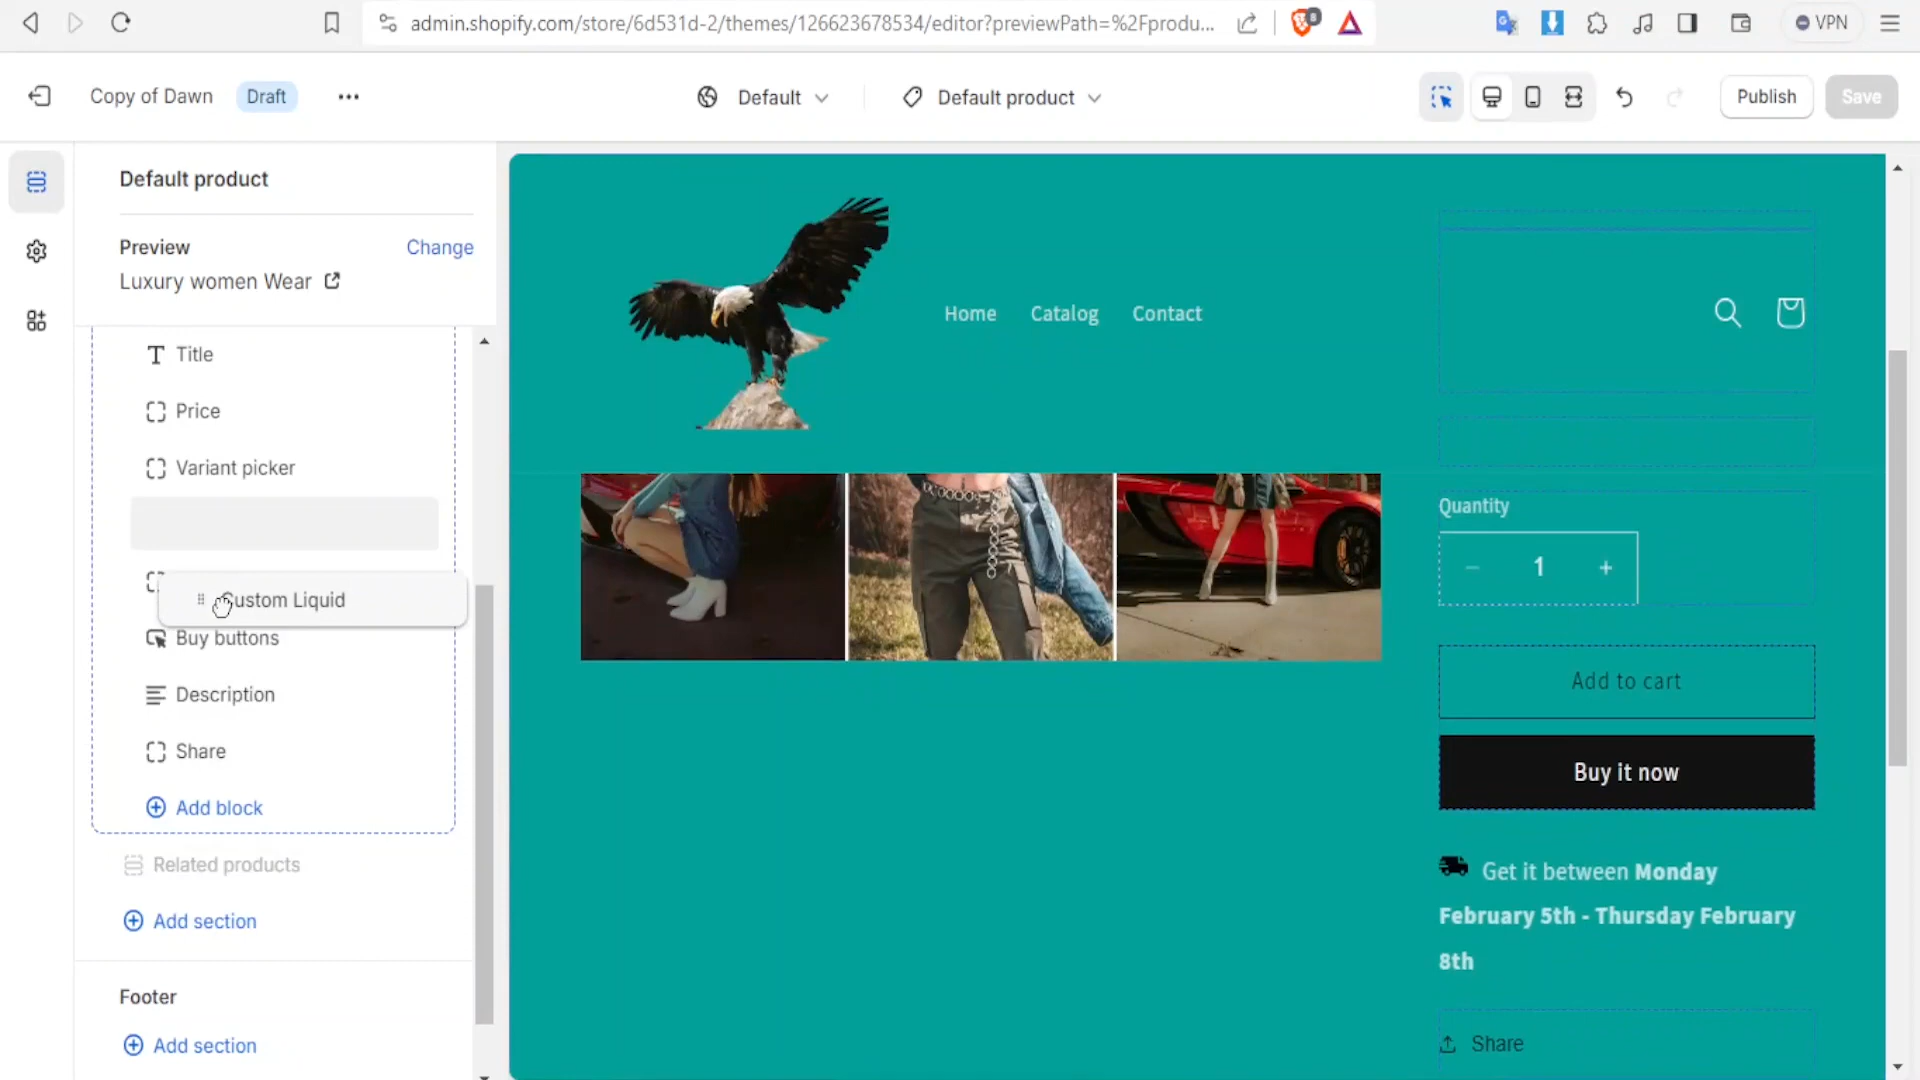 admin.shopify.com/store/6d531d-2/themes/126623678534/editor?previewPath=%2Fprodu...
8
VPN
Copy of Dawn
Draft
Default
Default product
Publish
Save
Default product
Preview
Change
Luxury women Wear
Title
Price
Variant picker
Custom Liquid
Buy buttons
Description
Share
Add block
Related products
Add section
Footer
Add section
Home
Catalog
Contact
Quantity
1
Add to cart
Buy it now
Get it between Monday
February 5th - Thursday February
8th
Share